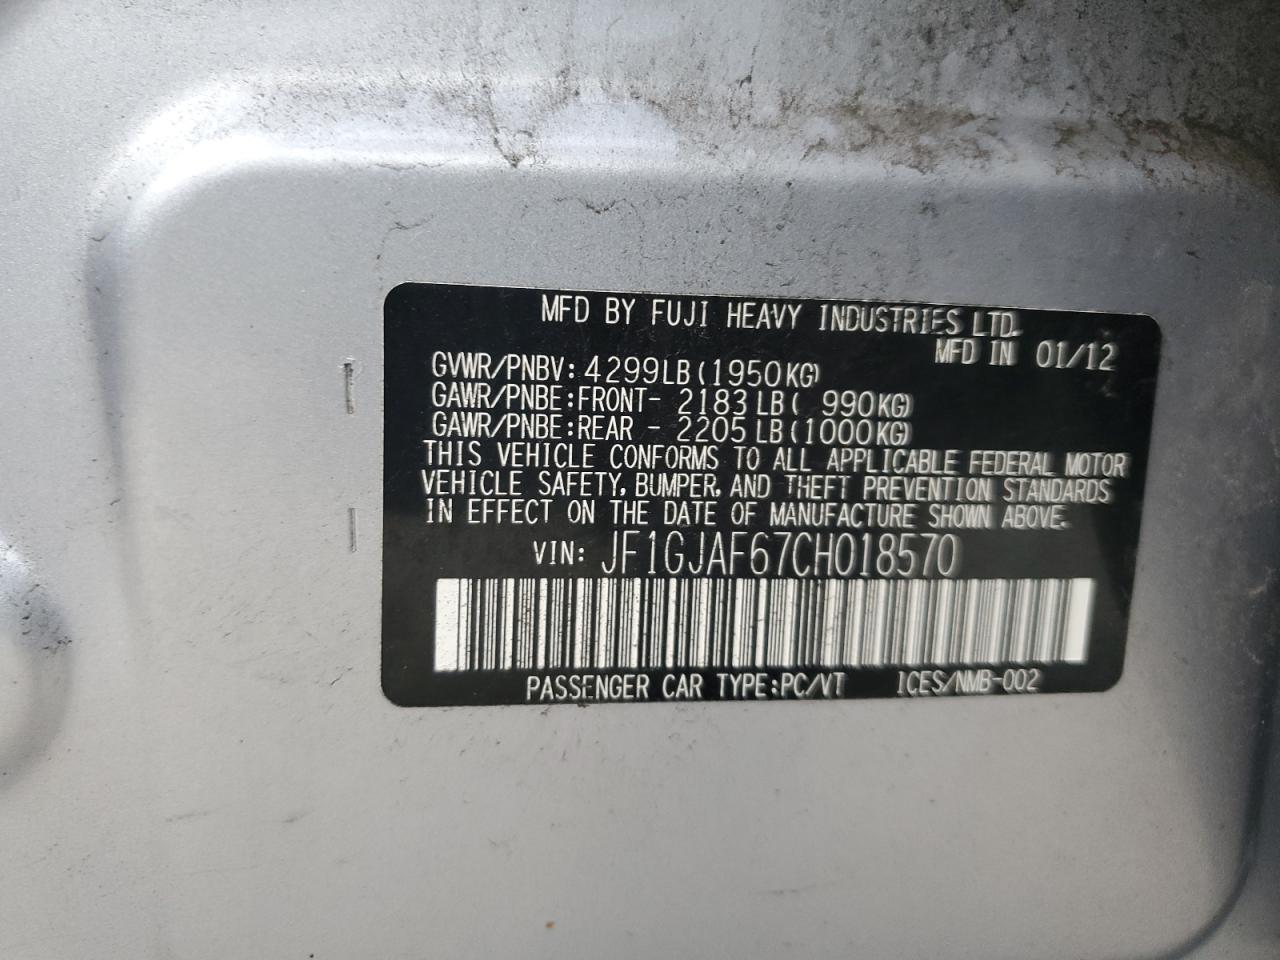 MFD BY FUJI HEAVY INDUSTRIES LTD.
MFD IN 01/12
GVWR/PNBV: 4299LB(1950KG)
GAWR/PNBE:FRONT- 2183LB( 990KG)
GAWR/PNBE:REAR - 2205LB(1000KG)
THIS VEHICLE CONFORMS TO ALL APPLICABLE FEDERAL MOTOR
VEHICLE SAFETY, BUMPER, AND THEFT PREVENTION STANDARDS
IN EFFECT ON THE DATE OF MANUFACTURE SHOWN ABOVE.
VIN: JF1GJAF67CH018570
PASSENGER CAR TYPE:PC/VT ICES/NMB-002